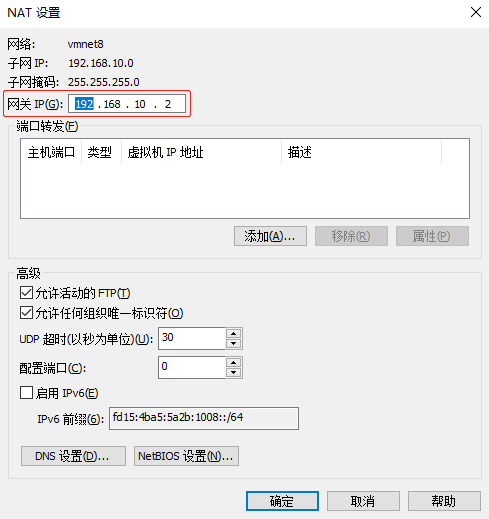 NAT 设置
网络: vmnet8
子网 IP: 192.168.10.0
子网掩码: 255.255.255.0
网关 IP(G): 192 . 168 . 10 . 2
端口转发(F)
主机端口 类型 虚拟机 IP 地址 描述
添加(A)... 移除(R) 属性(P)
高级
允许活动的 FTP(T)
允许任何组织唯一标识符(O)
UDP 超时(以秒为单位)(U): 30
配置端口(C): 0
启用 IPv6(E)
IPv6 前缀(6): fd15:4ba5:5a2b:1008::/64
DNS 设置(D)... NetBIOS 设置(N)...
确定 取消 帮助